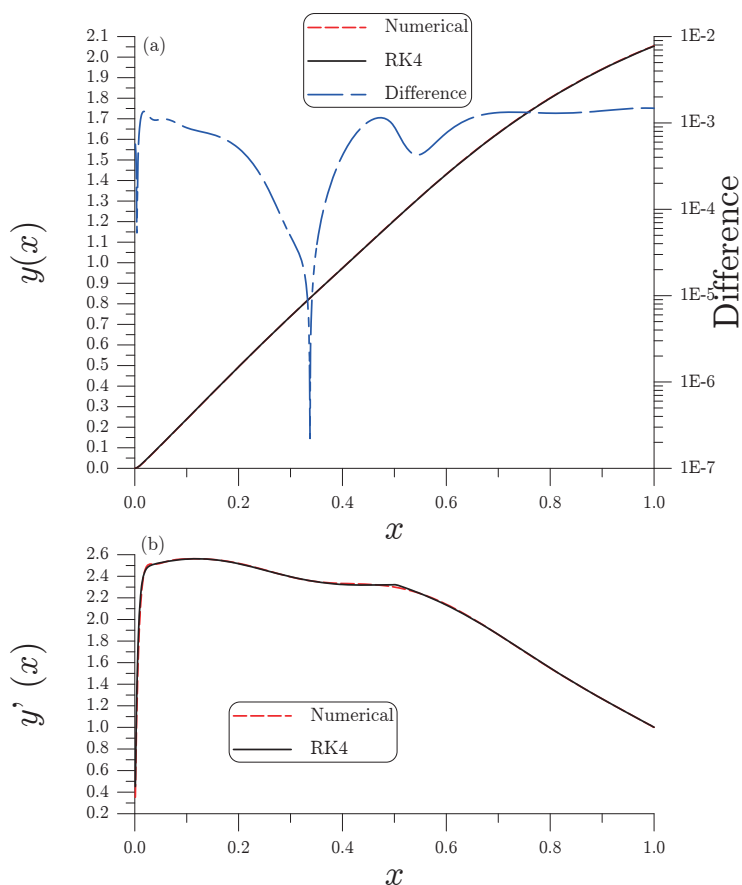 Numerical
RK4
Difference
(a)
2.1
2.0
1.9
1.8
1.7
1.6
1.5
1.4
1.3
1.2
1.1
1.0
0.9
0.8
0.7
0.6
0.5
0.4
0.3
0.2
0.1
0.0
y(x)
1E-2
1E-3
1E-4
1E-5
1E-6
1E-7
Difference
0.0 0.2 0.4 0.6 0.8 1.0
x
(b)
2.6
2.4
2.2
2.0
1.8
1.6
1.4
1.2
1.0
0.8
0.6
0.4
0.2
y' (x)
Numerical
RK4
0.0 0.2 0.4 0.6 0.8 1.0
x